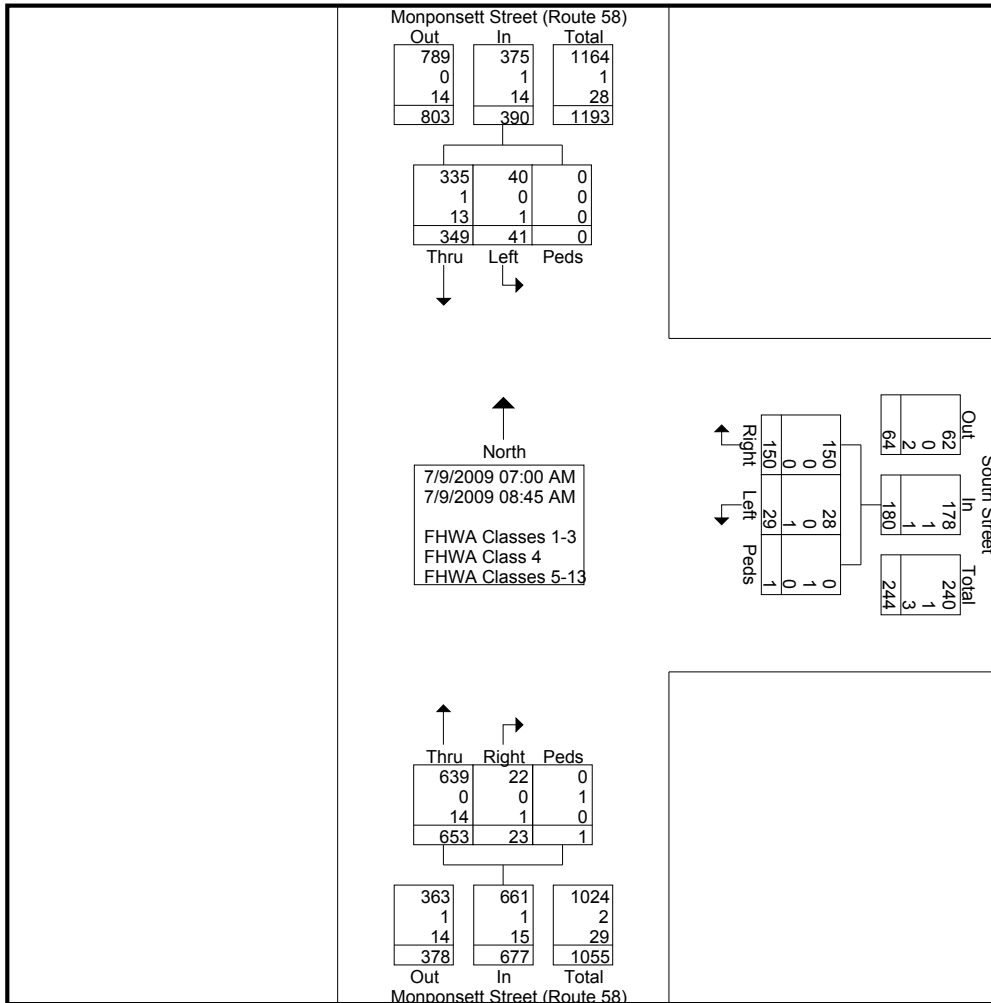 Monponsett Street (Route 58)
Out In Total
789 375 1164
0 1 1
14 14 28
803 390 1193
335 40 0
1 0 0
13 1 0
349 41 0
Thru Left Peds
North
7/9/2009 07:00 AM
7/9/2009 08:45 AM
FHWA Classes 1-3
FHWA Class 4
FHWA Classes 5-13
South Street
Out In Total
62 178 240
0 1 1
2 1 3
64 180 244
150 28 0
0 0 1
0 1 0
150 29 1
Right Left Peds
Thru Right Peds
639 22 0
0 0 1
14 1 0
653 23 1
363 661 1024
1 1 2
14 15 29
378 677 1055
Out In Total
Monponsett Street (Route 58)